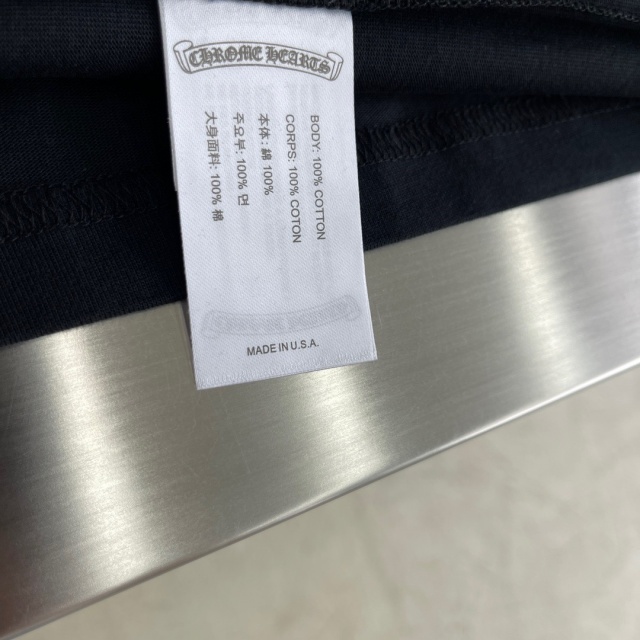 CHROME HEARTS
BODY: 100% COTTON
CORPS: 100% COTON
本体: 綿 100%
주요부: 100% 면
大身面料: 100% 棉
MADE IN U.S.A.